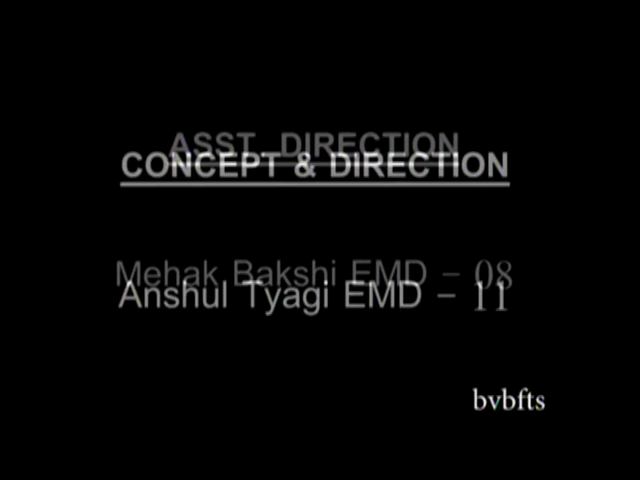 ASST. DIRECTION
CONCEPT & DIRECTION
Mehak Bakshi EMD – 08
Anshul Tyagi EMD – 11
bvbfts